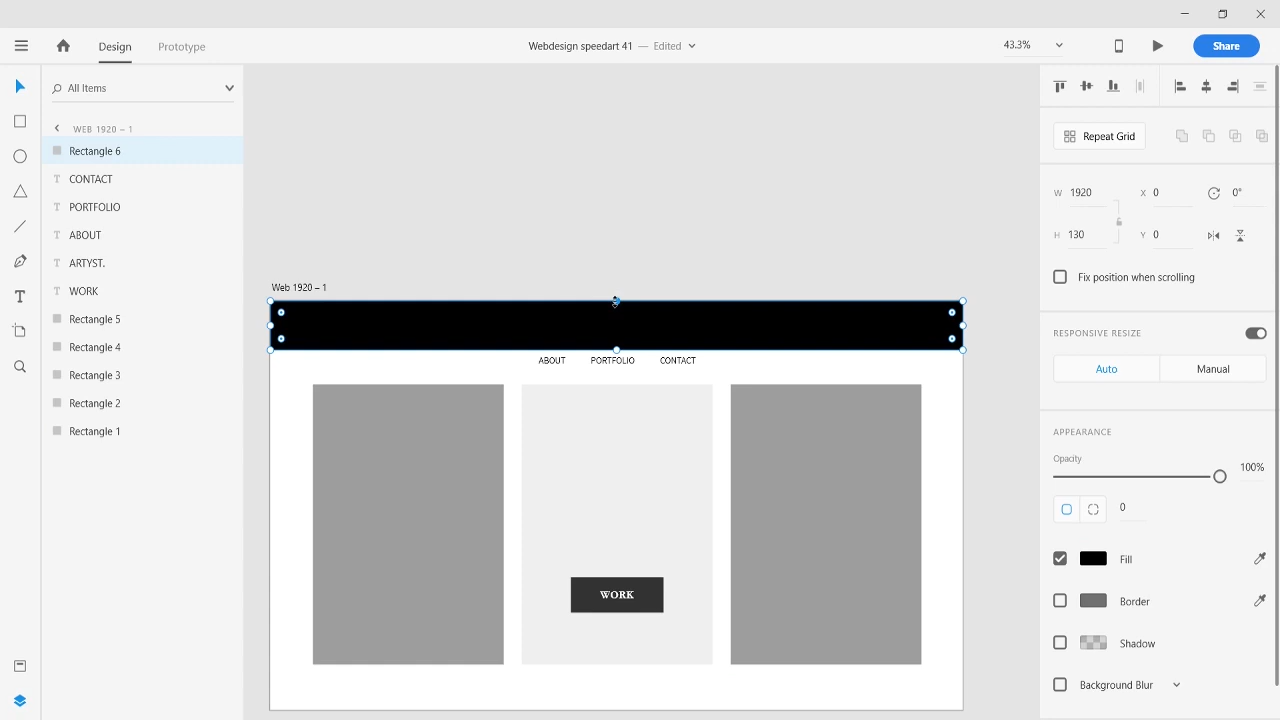 Design
Prototype
Webdesign speedart 41 — Edited
43.3%
Share
All Items
WEB 1920 – 1
Rectangle 6
CONTACT
PORTFOLIO
ABOUT
ARTYST.
WORK
Rectangle 5
Rectangle 4
Rectangle 3
Rectangle 2
Rectangle 1
Web 1920 – 1
ABOUT PORTFOLIO CONTACT
WORK
Repeat Grid
W 1920 X 0 0°
H 130 Y 0
Fix position when scrolling
RESPONSIVE RESIZE
Auto Manual
APPEARANCE
Opacity
100%
0
Fill
Border
Shadow
Background Blur